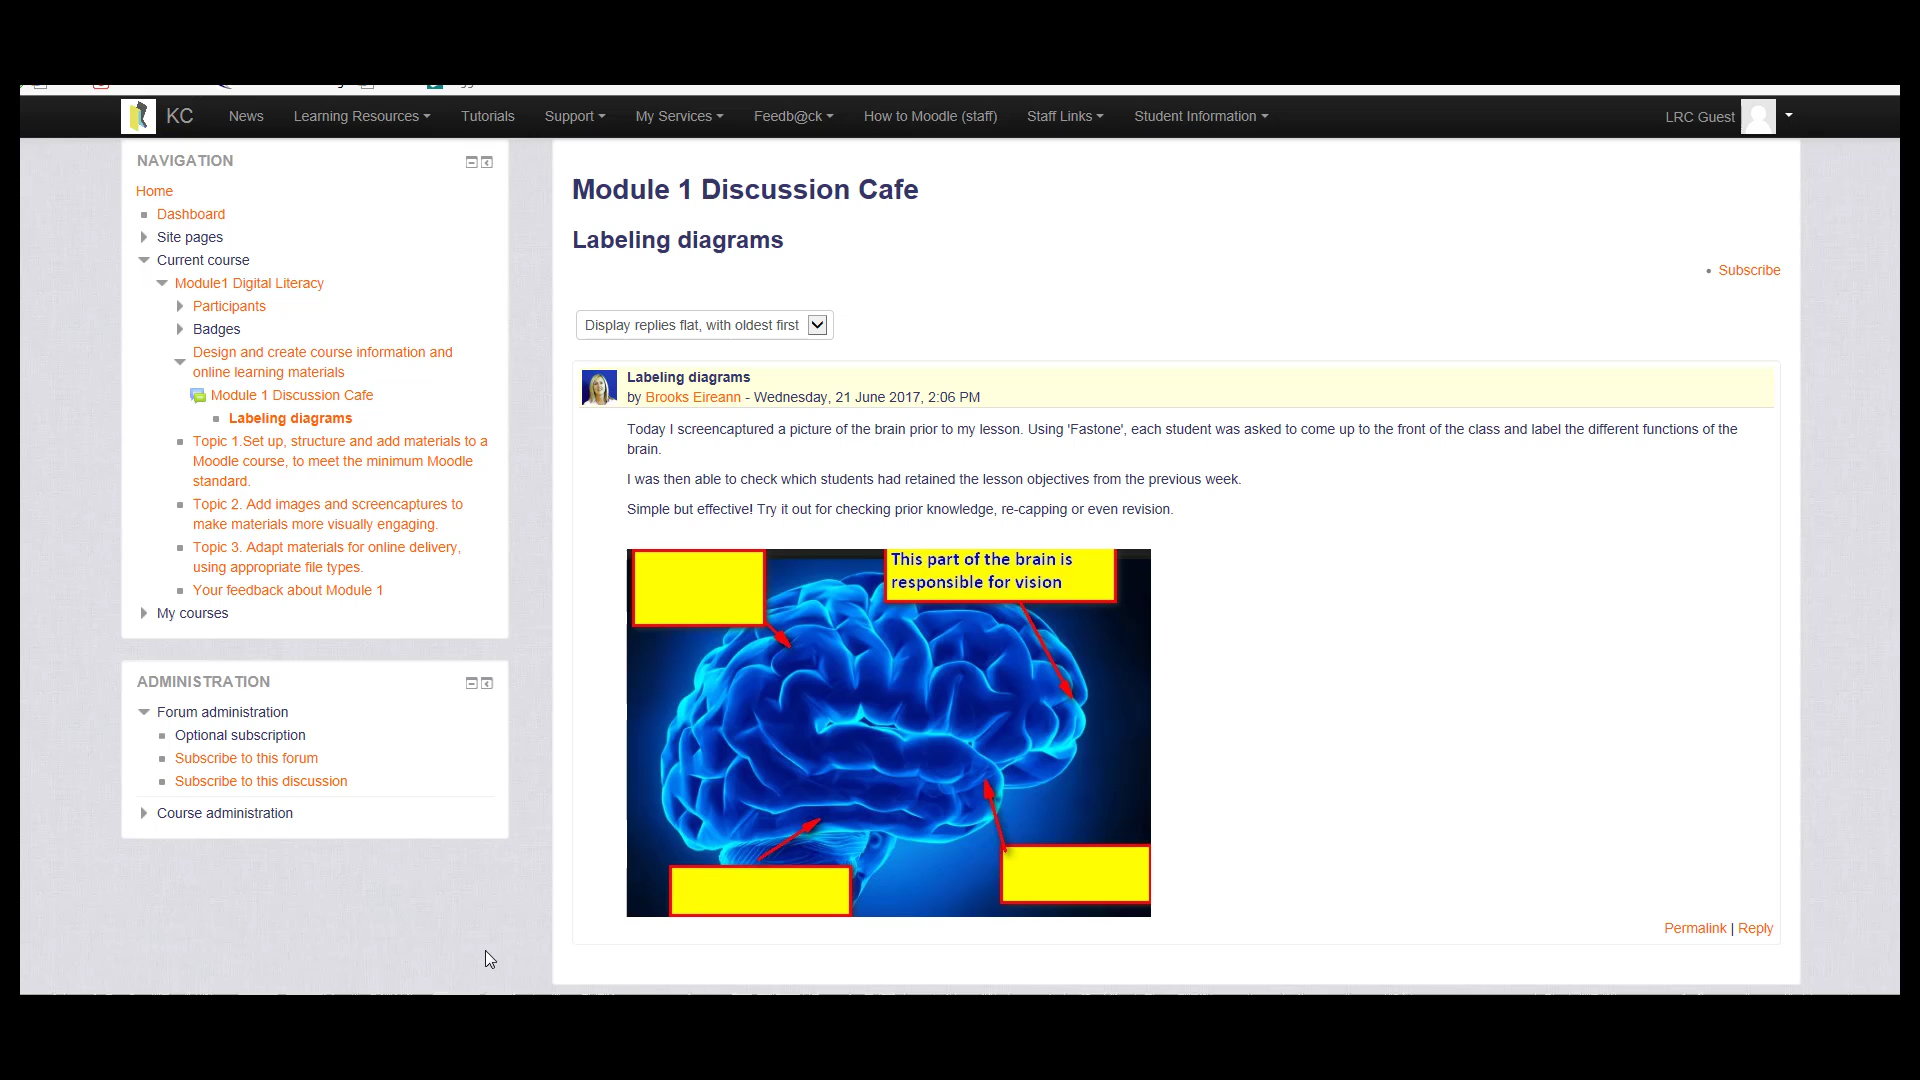 KC News Learning Resources Tutorials Support My Services Feedb@ck How to Moodle (staff) Staff Links Student Information LRC Guest
NAVIGATION
Home
Dashboard
Site pages
Current course
Module1 Digital Literacy
Participants
Badges
Design and create course information and
online learning materials
Module 1 Discussion Cafe
Labeling diagrams
Topic 1.Set up, structure and add materials to a
Moodle course, to meet the minimum Moodle
standard.
Topic 2. Add images and screencaptures to
make materials more visually engaging.
Topic 3. Adapt materials for online delivery,
using appropriate file types.
Your feedback about Module 1
My courses
ADMINISTRATION
Forum administration
Optional subscription
Subscribe to this forum
Subscribe to this discussion
Course administration
Module 1 Discussion Cafe
Labeling diagrams
Subscribe
Display replies flat, with oldest first
Labeling diagrams
by Brooks Eireann - Wednesday, 21 June 2017, 2:06 PM
Today I screencaptured a picture of the brain prior to my lesson. Using 'Fastone', each student was asked to come up to the front of the class and label the different functions of the
brain.
I was then able to check which students had retained the lesson objectives from the previous week.
Simple but effective! Try it out for checking prior knowledge, re-capping or even revision.
This part of the brain is
responsible for vision
Permalink | Reply